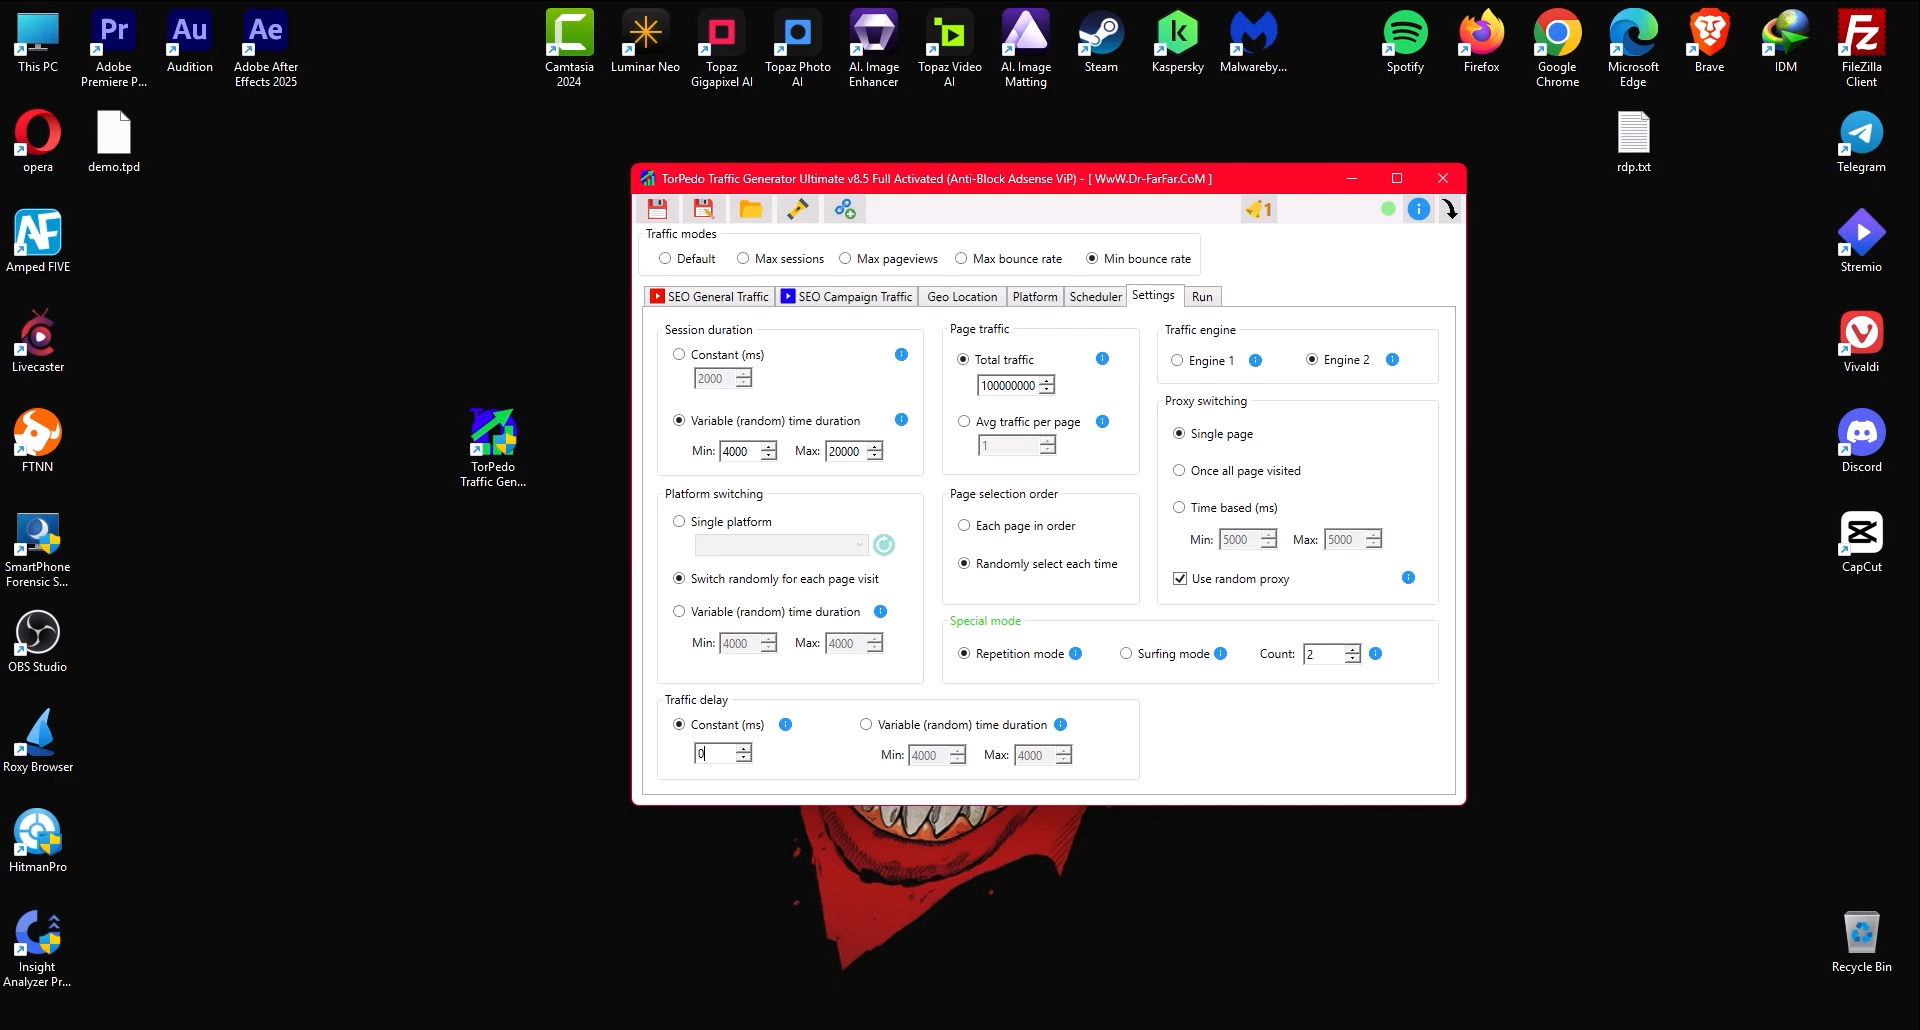 This PC
Adobe
Premiere P...
Audition
Adobe After
Effects 2025
Camtasia
2024
Luminar Neo
Topaz
Gigapixel AI
Topaz Photo
AI
AI. Image
Enhancer
Topaz Video
AI
AI. Image
Matting
Steam
Kaspersky
Malwareby...
Spotify
Firefox
Google
Chrome
Microsoft
Edge
Brave
IDM
FileZilla
Client
opera
demo.tpd
rdp.txt
Telegram
Amped FIVE
Stremio
Livecaster
Vivaldi
FTNN
TorPedo
Traffic Gen...
Discord
SmartPhone
Forensic S...
CapCut
OBS Studio
Roxy Browser
HitmanPro
Insight
Analyzer Pr...
Recycle Bin
TorPedo Traffic Generator Ultimate v8.5 Full Activated (Anti-Block Adsense ViP) - [ WwW.Dr-FarFar.CoM ]
1
Traffic modes
Default Max sessions Max pageviews Max bounce rate Min bounce rate
SEO General Traffic SEO Campaign Traffic Geo Location Platform Scheduler Settings Run
Session duration
Constant (ms)
2000
Variable (random) time duration
Min: 4000 Max: 20000
Page traffic
Total traffic
100000000
Avg traffic per page
1
Traffic engine
Engine 1 Engine 2
Proxy switching
Single page
Once all page visited
Time based (ms)
Min: 5000 Max: 5000
Use random proxy
Platform switching
Single platform
Switch randomly for each page visit
Variable (random) time duration
Min: 4000 Max: 4000
Page selection order
Each page in order
Randomly select each time
Special mode
Repetition mode Surfing mode Count: 2
Traffic delay
Constant (ms) Variable (random) time duration
0 Min: 4000 Max: 4000